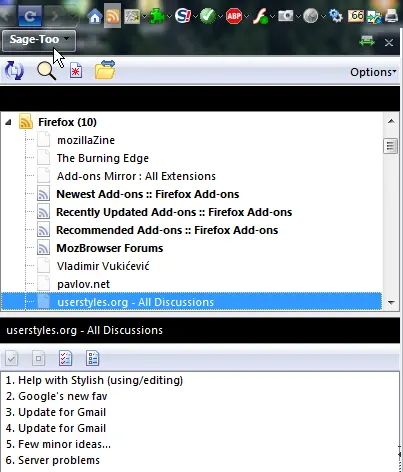 ABP
66
Sage-Too
Options
Firefox (10)
mozillaZine
The Burning Edge
Add-ons Mirror : All Extensions
Newest Add-ons :: Firefox Add-ons
Recently Updated Add-ons :: Firefox Add-ons
Recommended Add-ons :: Firefox Add-ons
MozBrowser Forums
Vladimir Vukićević
pavlov.net
userstyles.org - All Discussions
userstyles.org - All Discussions
1. Help with Stylish (using/editing)
2. Google's new fav
3. Update for Gmail
4. Update for Gmail
5. Few minor ideas...
6. Server problems